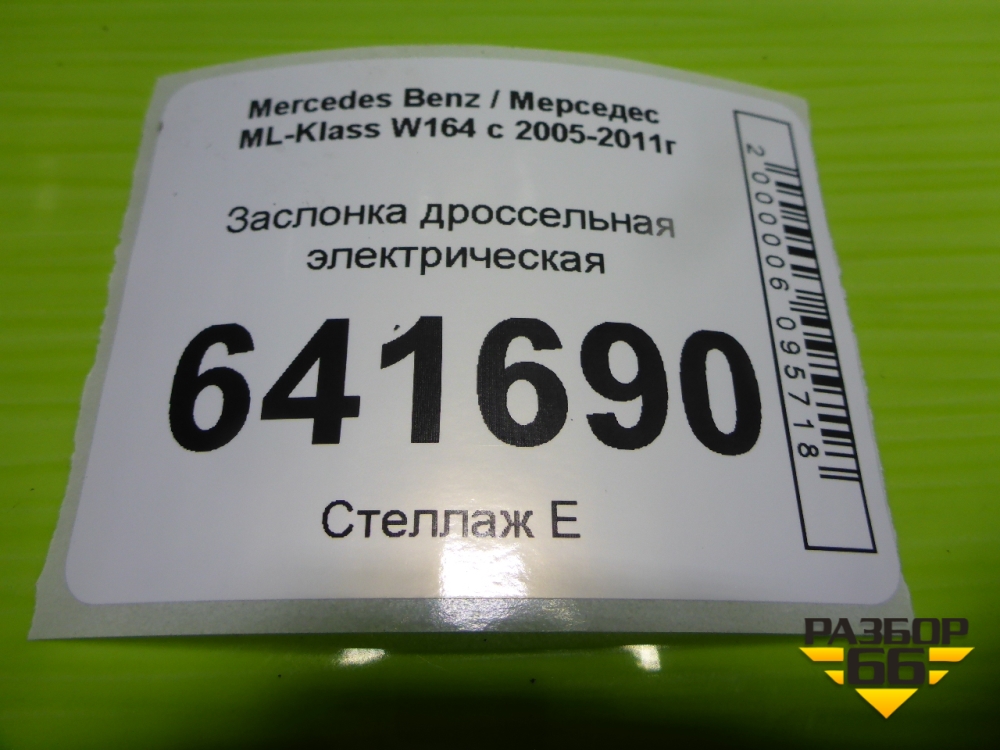 Mercedes Benz / Мерседес
ML-Klass W164 с 2005-2011г
Заслонка дроссельная
электрическая
641690
Стеллаж Е
2000006095718
РАЗБОР
66